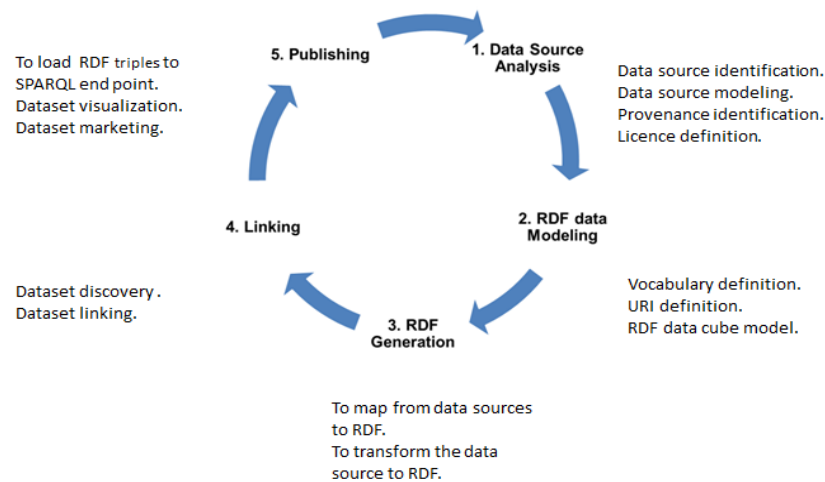 1. Data Source
Analysis
Data source identification.
Data source modeling.
Provenance identification.
Licence definition.
2. RDF data
Modeling
Vocabulary definition.
URI definition.
RDF data cube model.
3. RDF
Generation
To map from data sources
to RDF.
To transform the data
source to RDF.
4. Linking
Dataset discovery .
Dataset linking.
5. Publishing
To load RDF triples to
SPARQL end point.
Dataset visualization.
Dataset marketing.